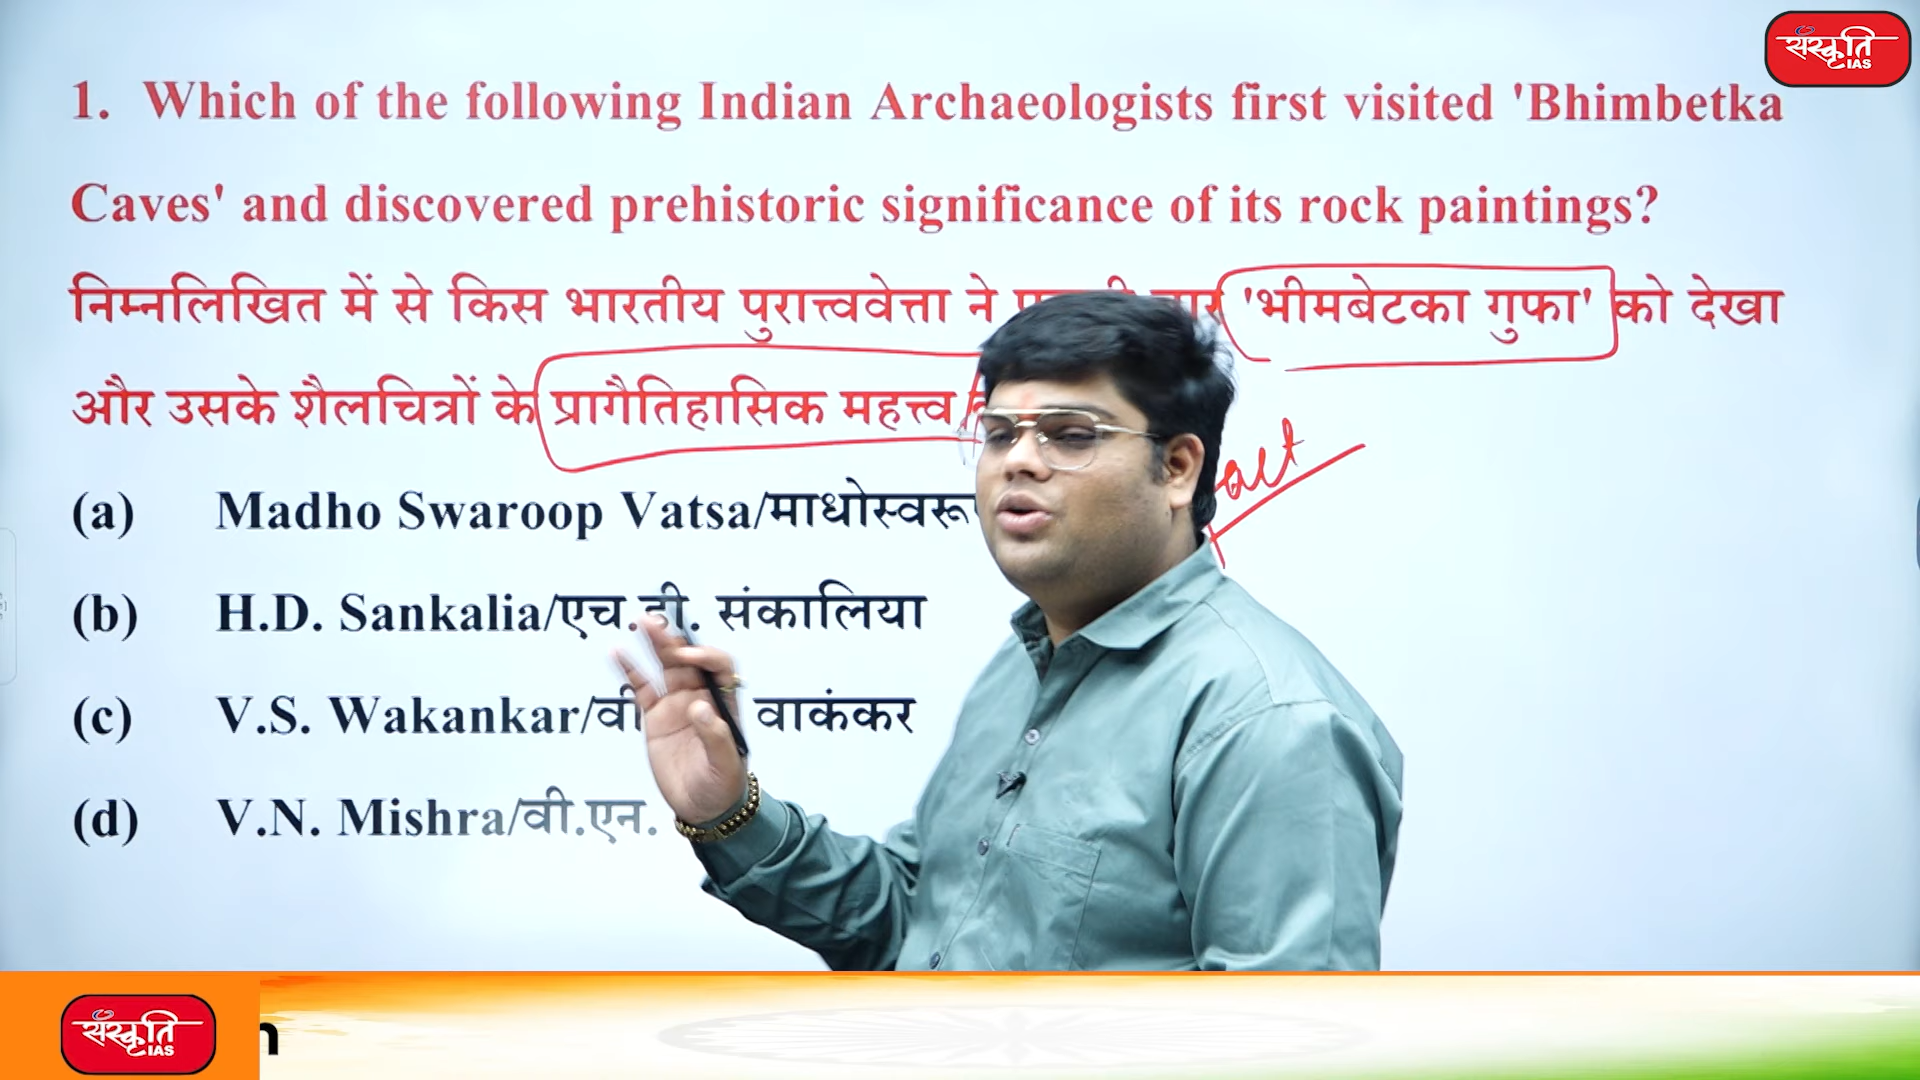 संस्कृति
IAS
1. Which of the following Indian Archaeologists first visited 'Bhimbetka
Caves' and discovered prehistoric significance of its rock paintings?
निम्नलिखित में से किस भारतीय पुरात्त्ववेत्ता ने 'भीमबेटका गुफा' को देखा
और उसके शैलचित्रों के प्रागैतिहासिक महत्त्व
(a) Madho Swaroop Vatsa/
(b) H.D. Sankalia/एच.डी. संकालिया
(c) V.S. Wakankar/वी वाकंकर
(d) V.N. Mishra/वी.एन.
संस्कृति
IAS